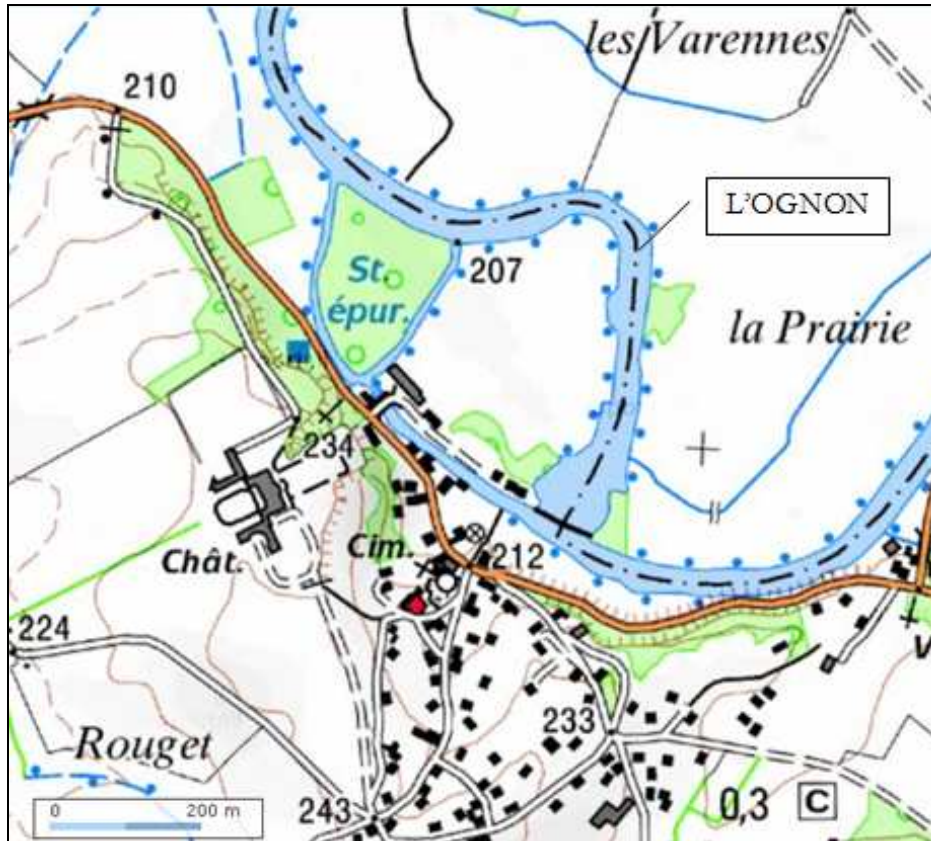 les Varennes
210
L'OGNON
St.
épur.
207
la Prairie
234
Chât.
Cim.
212
224
233
Rouget
243
0,3 C
0 200 m
V